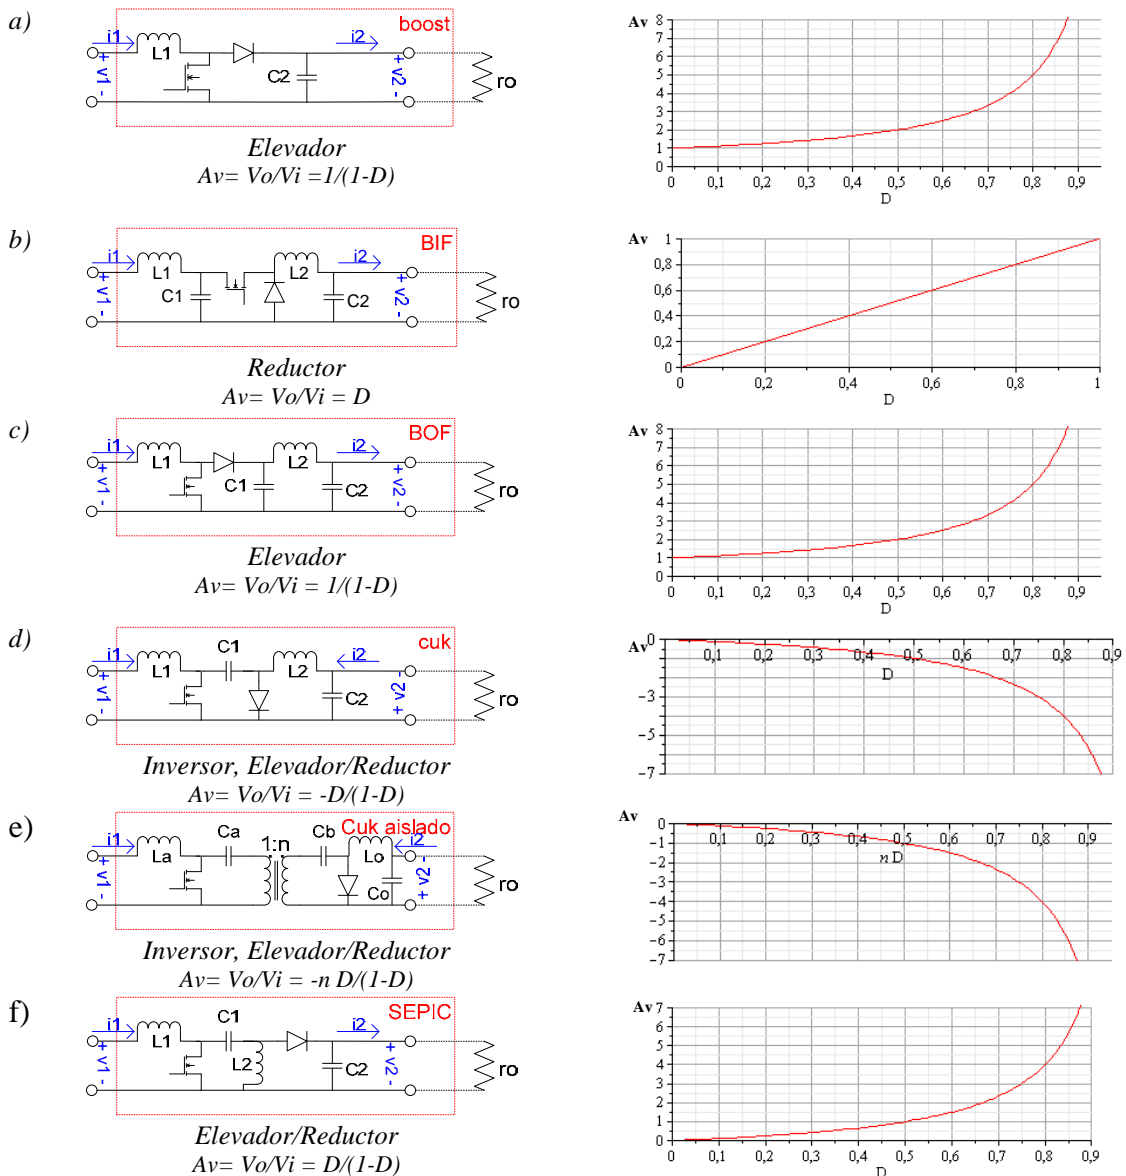 a)
boost
i1
L1
+ v1 -
C2
i2
+ v2 -
ro
Elevador
Av= Vo/Vi =1/(1-D)
Av
8
7
6
5
4
3
2
1
0
0 0,1 0,2 0,3 0,4 0,5 0,6 0,7 0,8 0,9
D
b)
BIF
i1
L1
+ v1 -
C1
L2
C2
i2
+ v2 -
ro
Reductor
Av= Vo/Vi = D
Av
1
0,8
0,6
0,4
0,2
0
0 0,2 0,4 0,6 0,8 1
D
c)
BOF
i1
L1
+ v1 -
C1
L2
C2
i2
+ v2 -
ro
Elevador
Av= Vo/Vi = 1/(1-D)
Av
8
7
6
5
4
3
2
1
0
0 0,1 0,2 0,3 0,4 0,5 0,6 0,7 0,8 0,9
D
d)
cuk
i1
L1
+ v1 -
C1
L2
C2
i2
+ v2 -
ro
Inversor, Elevador/Reductor
Av= Vo/Vi = -D/(1-D)
Av
0
0,1 0,2 0,3 0,4 0,5 0,6 0,7 0,8 0,9
D
-3
-5
-7
e)
Cuk aislado
i1
La
+ v1 -
Ca
1:n
Cb
Lo
Co
i2
+ v2 -
ro
Inversor, Elevador/Reductor
Av= Vo/Vi = -n D/(1-D)
Av
0
0,1 0,2 0,3 0,4 0,5 0,6 0,7 0,8 0,9
n D
-1
-2
-3
-4
-5
-6
-7
f)
SEPIC
i1
L1
+ v1 -
C1
L2
C2
i2
+ v2 -
ro
Elevador/Reductor
Av= Vo/Vi = D/(1-D)
Av
7
6
5
4
3
2
1
0
0 0,1 0,2 0,3 0,4 0,5 0,6 0,7 0,8 0,9
D